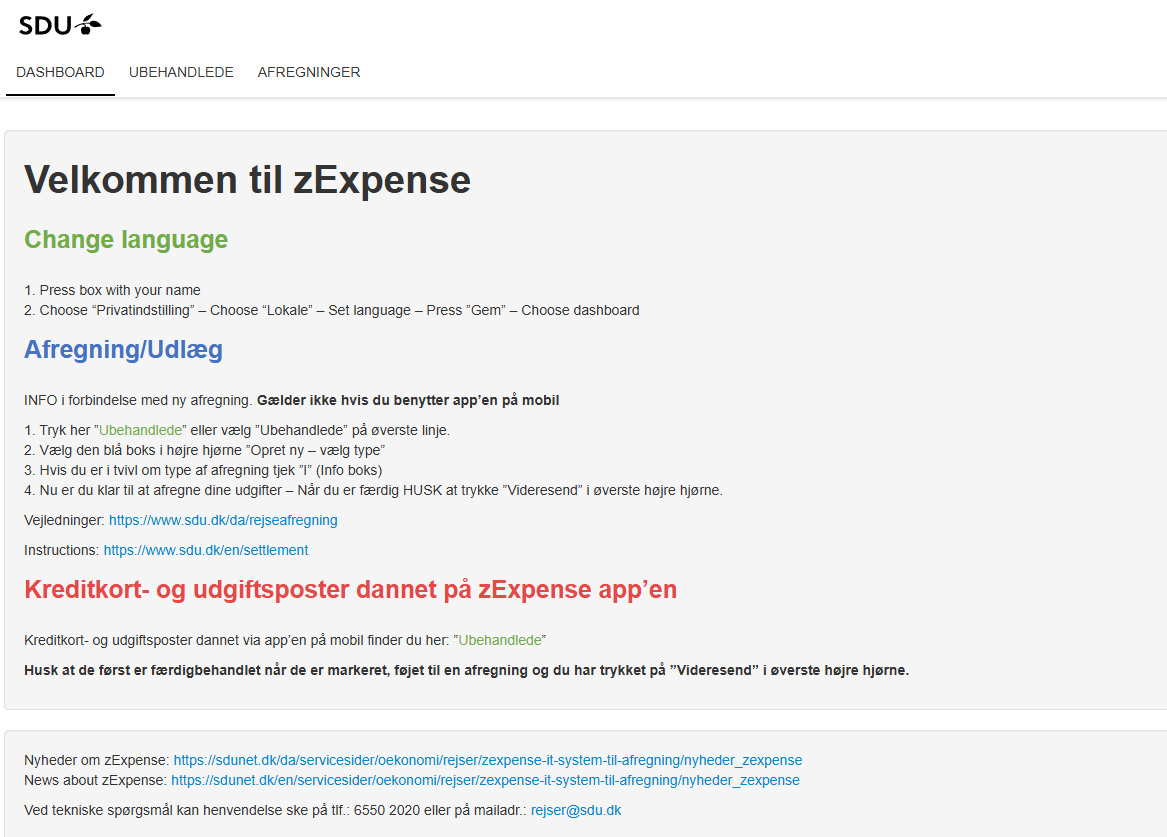 SDU
DASHBOARD UBEHANDLEDE AFREGNINGER
Velkommen til zExpense
Change language
1. Press box with your name
2. Choose “Privatindstilling” – Choose “Lokale” – Set language – Press ”Gem” – Choose dashboard
Afregning/Udlæg
INFO i forbindelse med ny afregning. Gælder ikke hvis du benytter app’en på mobil
1. Tryk her ”Ubehandlede” eller vælg ”Ubehandlede” på øverste linje.
2. Vælg den blå boks i højre hjørne ”Opret ny – vælg type”
3. Hvis du er i tvivl om type af afregning tjek ”I” (Info boks)
4. Nu er du klar til at afregne dine udgifter – Når du er færdig HUSK at trykke ”Videresend” i øverste højre hjørne.
Vejledninger: https://www.sdu.dk/da/rejseafregning
Instructions: https://www.sdu.dk/en/settlement
Kreditkort- og udgiftsposter dannet på zExpense app’en
Kreditkort- og udgiftsposter dannet via app’en på mobil finder du her: ”Ubehandlede”
Husk at de først er færdigbehandlet når de er markeret, føjet til en afregning og du har trykket på ”Videresend” i øverste højre hjørne.
Nyheder om zExpense: https://sdunet.dk/da/servicesider/oekonomi/rejser/zexpense-it-system-til-afregning/nyheder_zexpense
News about zExpense: https://sdunet.dk/en/servicesider/oekonomi/rejser/zexpense-it-system-til-afregning/nyheder_zexpense
Ved tekniske spørgsmål kan henvendelse ske på tlf.: 6550 2020 eller på mailadr.: rejser@sdu.dk